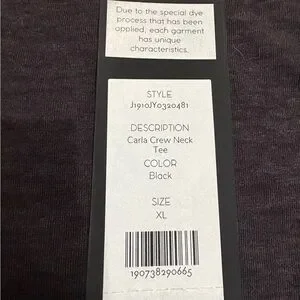 Due to the special dye
process that has been
applied, each garment
has unique
characteristics.
STYLE
J1910JY0320481
DESCRIPTION
Carla Crew Neck
Tee
COLOR
Black
SIZE
XL
190738290665